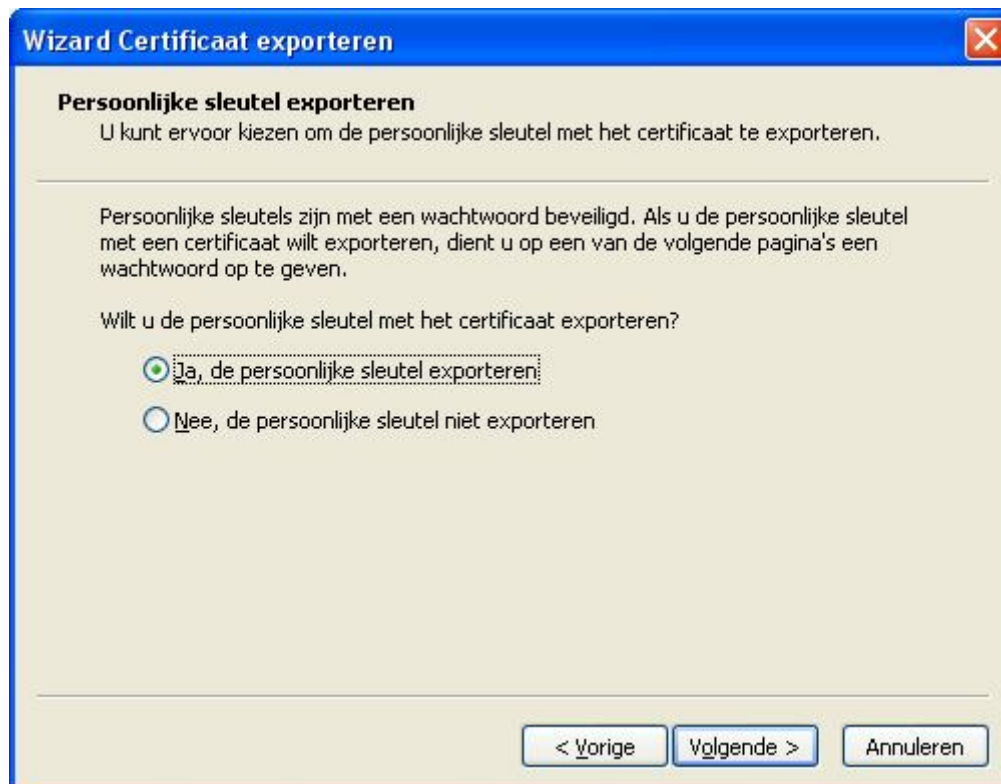 Wizard Certificaat exporteren
Persoonlijke sleutel exporteren
U kunt ervoor kiezen om de persoonlijke sleutel met het certificaat te exporteren.
Persoonlijke sleutels zijn met een wachtwoord beveiligd. Als u de persoonlijke sleutel
met een certificaat wilt exporteren, dient u op een van de volgende pagina's een
wachtwoord op te geven.
Wilt u de persoonlijke sleutel met het certificaat exporteren?
Ja, de persoonlijke sleutel exporteren
Nee, de persoonlijke sleutel niet exporteren
< Vorige Volgende > Annuleren